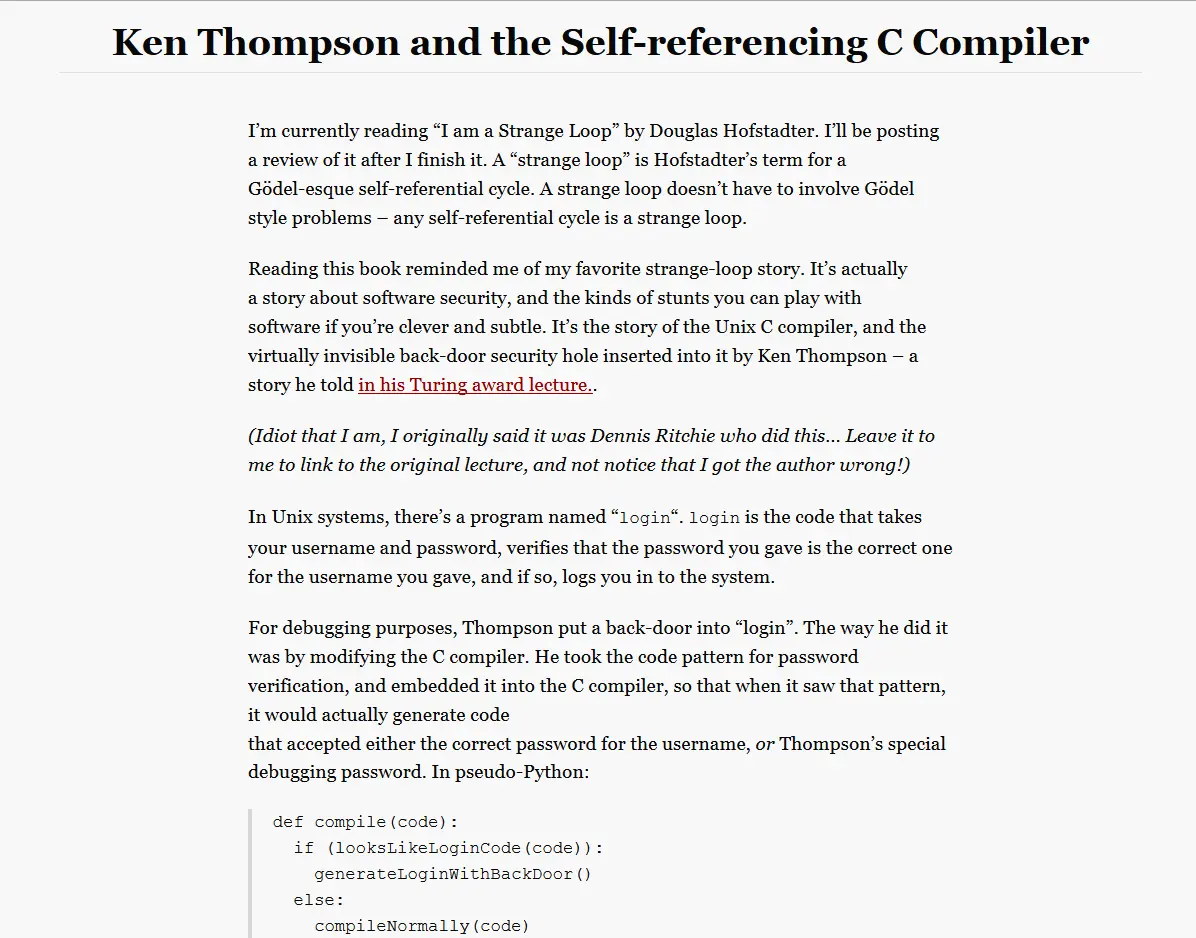 Ken Thompson and the Self-referencing C Compiler
I’m currently reading “I am a Strange Loop” by Douglas Hofstadter. I’ll be posting
a review of it after I finish it. A “strange loop” is Hofstadter’s term for a
Gödel-esque self-referential cycle. A strange loop doesn’t have to involve Gödel
style problems – any self-referential cycle is a strange loop.
Reading this book reminded me of my favorite strange-loop story. It’s actually
a story about software security, and the kinds of stunts you can play with
software if you’re clever and subtle. It’s the story of the Unix C compiler, and the
virtually invisible back-door security hole inserted into it by Ken Thompson – a
story he told in his Turing award lecture..
(Idiot that I am, I originally said it was Dennis Ritchie who did this… Leave it to
me to link to the original lecture, and not notice that I got the author wrong!)
In Unix systems, there’s a program named “login“. login is the code that takes
your username and password, verifies that the password you gave is the correct one
for the username you gave, and if so, logs you in to the system.
For debugging purposes, Thompson put a back-door into “login”. The way he did it
was by modifying the C compiler. He took the code pattern for password
verification, and embedded it into the C compiler, so that when it saw that pattern,
it would actually generate code
that accepted either the correct password for the username, or Thompson’s special
debugging password. In pseudo-Python:
def compile(code):
  if (looksLikeLoginCode(code)):
    generateLoginWithBackDoor()
  else:
    compileNormally(code)